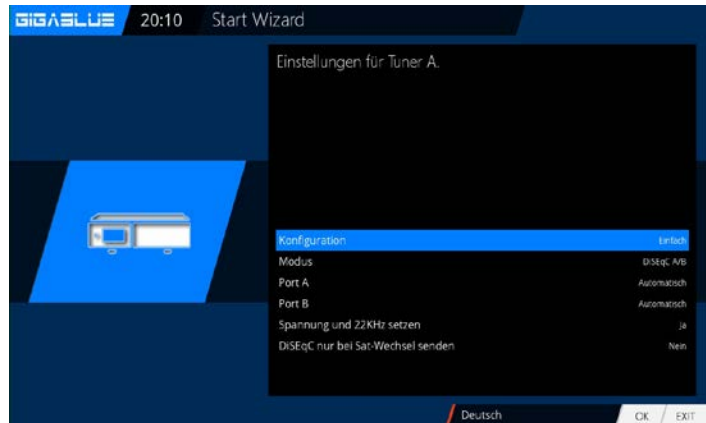 GIGABLUE 20:10 Start Wizard
Einstellungen für Tuner A.
Konfiguration Einfach
Modus DiSEqC A/B
Port A Automatisch
Port B Automatisch
Spannung und 22KHz setzen Ja
DiSEqC nur bei Sat-Wechsel senden Nein
Deutsch OK / EXIT